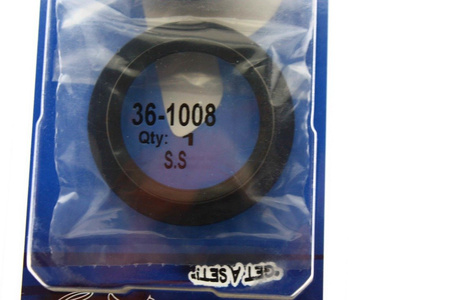 36-1008
Qty: 1
S.S
GET A SET!